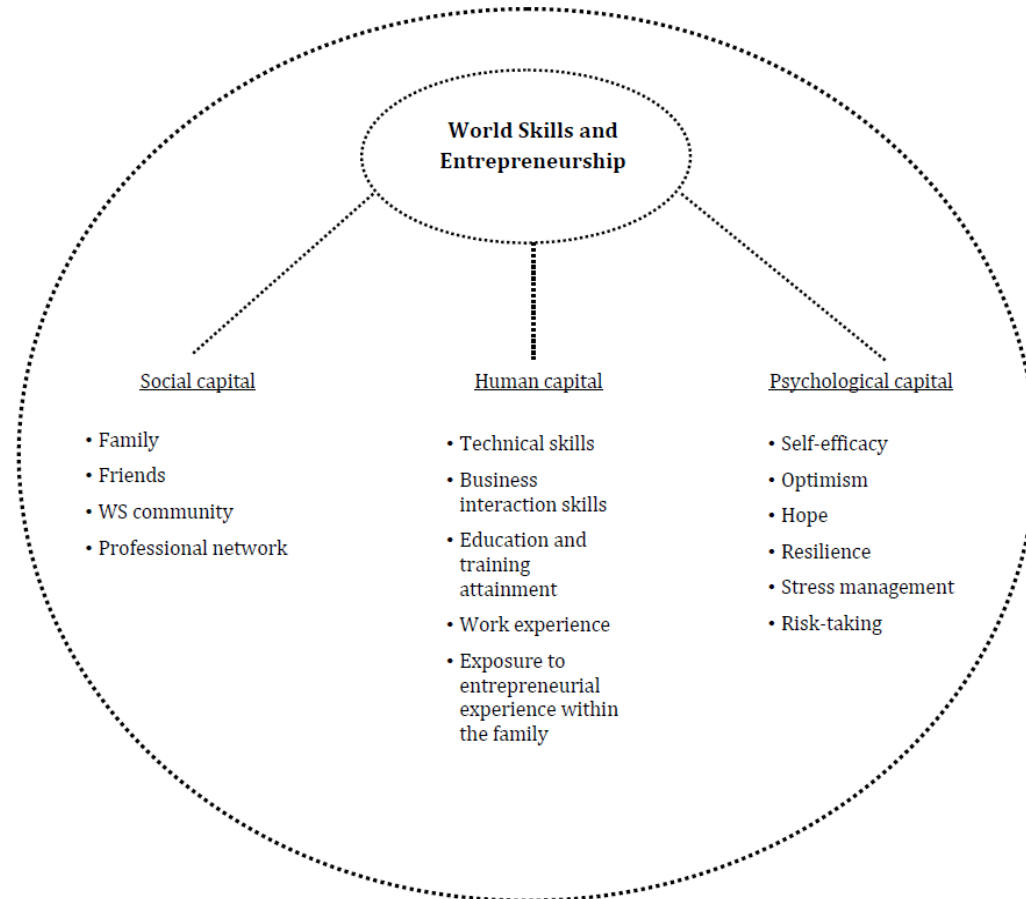 World Skills and
Entrepreneurship
Social capital
• Family
• Friends
• WS community
• Professional network
Human capital
• Technical skills
• Business
interaction skills
• Education and
training
attainment
• Work experience
• Exposure to
entrepreneurial
experience within
the family
Psychological capital
• Self-efficacy
• Optimism
• Hope
• Resilience
• Stress management
• Risk-taking